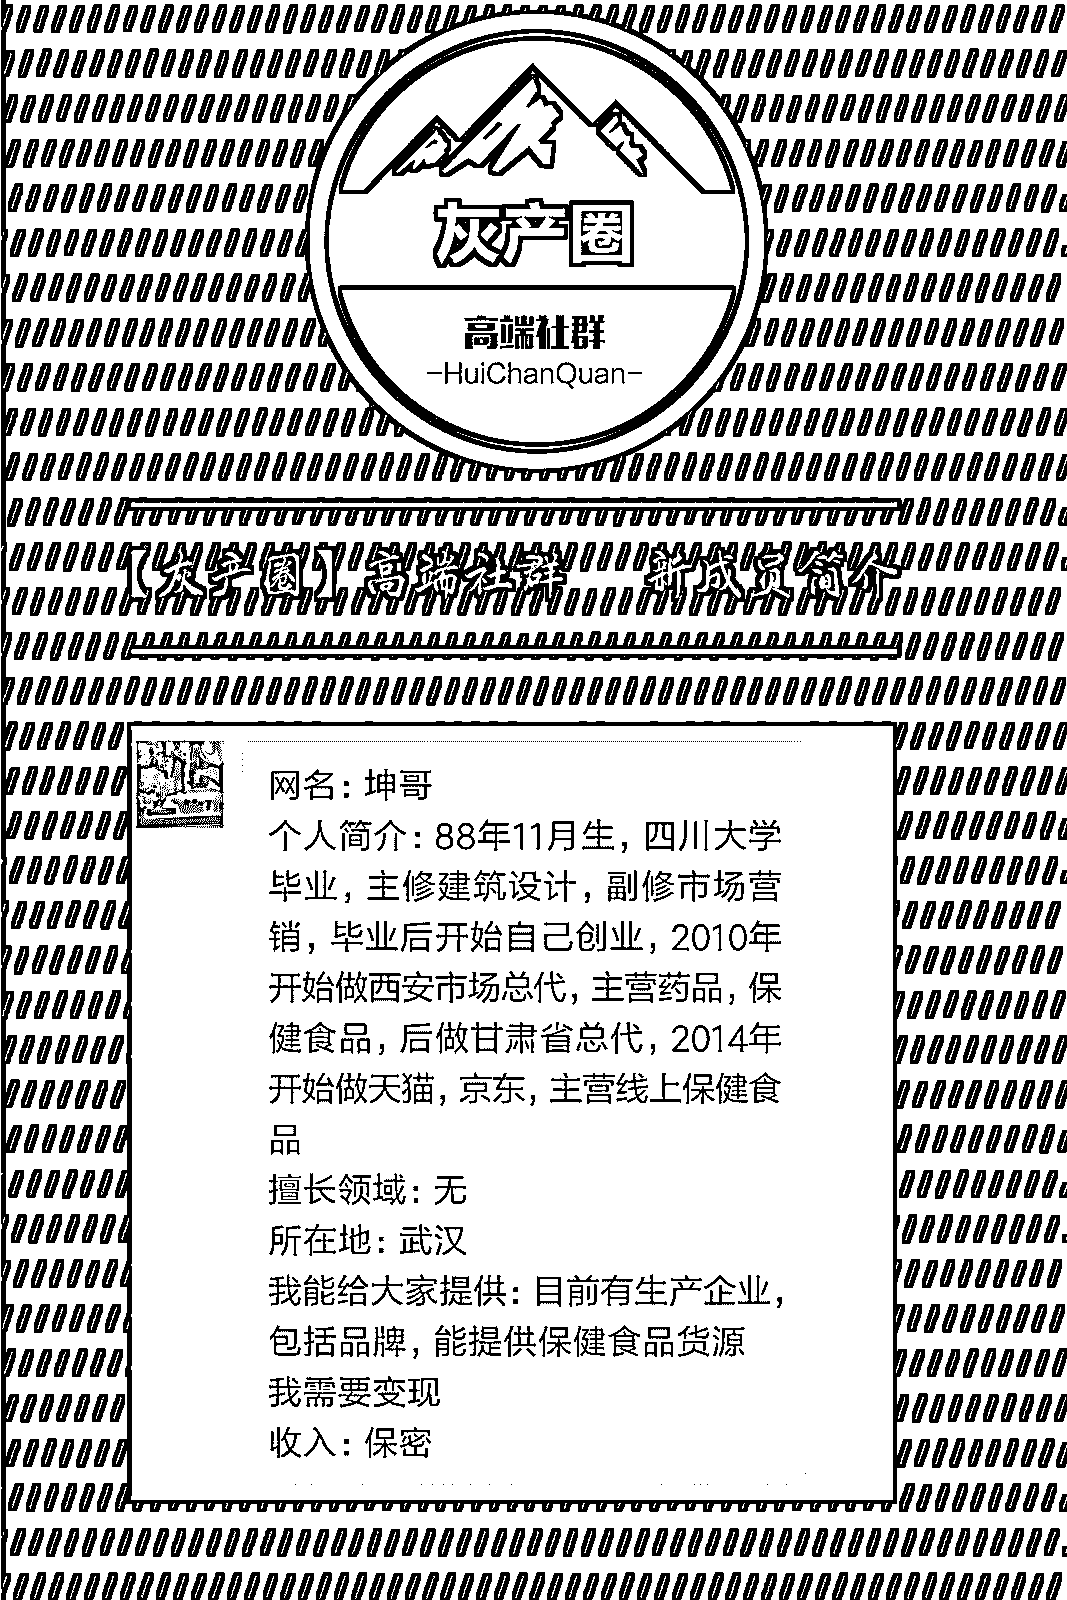 灰产圈
高端社群
-HuiChanQuan-
【灰产圈】高端社群 新成员简介
网名：坤哥
个人简介：88年11月生，四川大学
毕业，主修建筑设计，副修市场营
销，毕业后开始自己创业，2010年
开始做西安市场总代，主营药品，保
健食品，后做甘肃省总代，2014年
开始做天猫，京东，主营线上保健食
品
擅长领域：无
所在地：武汉
我能给大家提供：目前有生产企业，
包括品牌，能提供保健食品货源
我需要变现
收入：保密